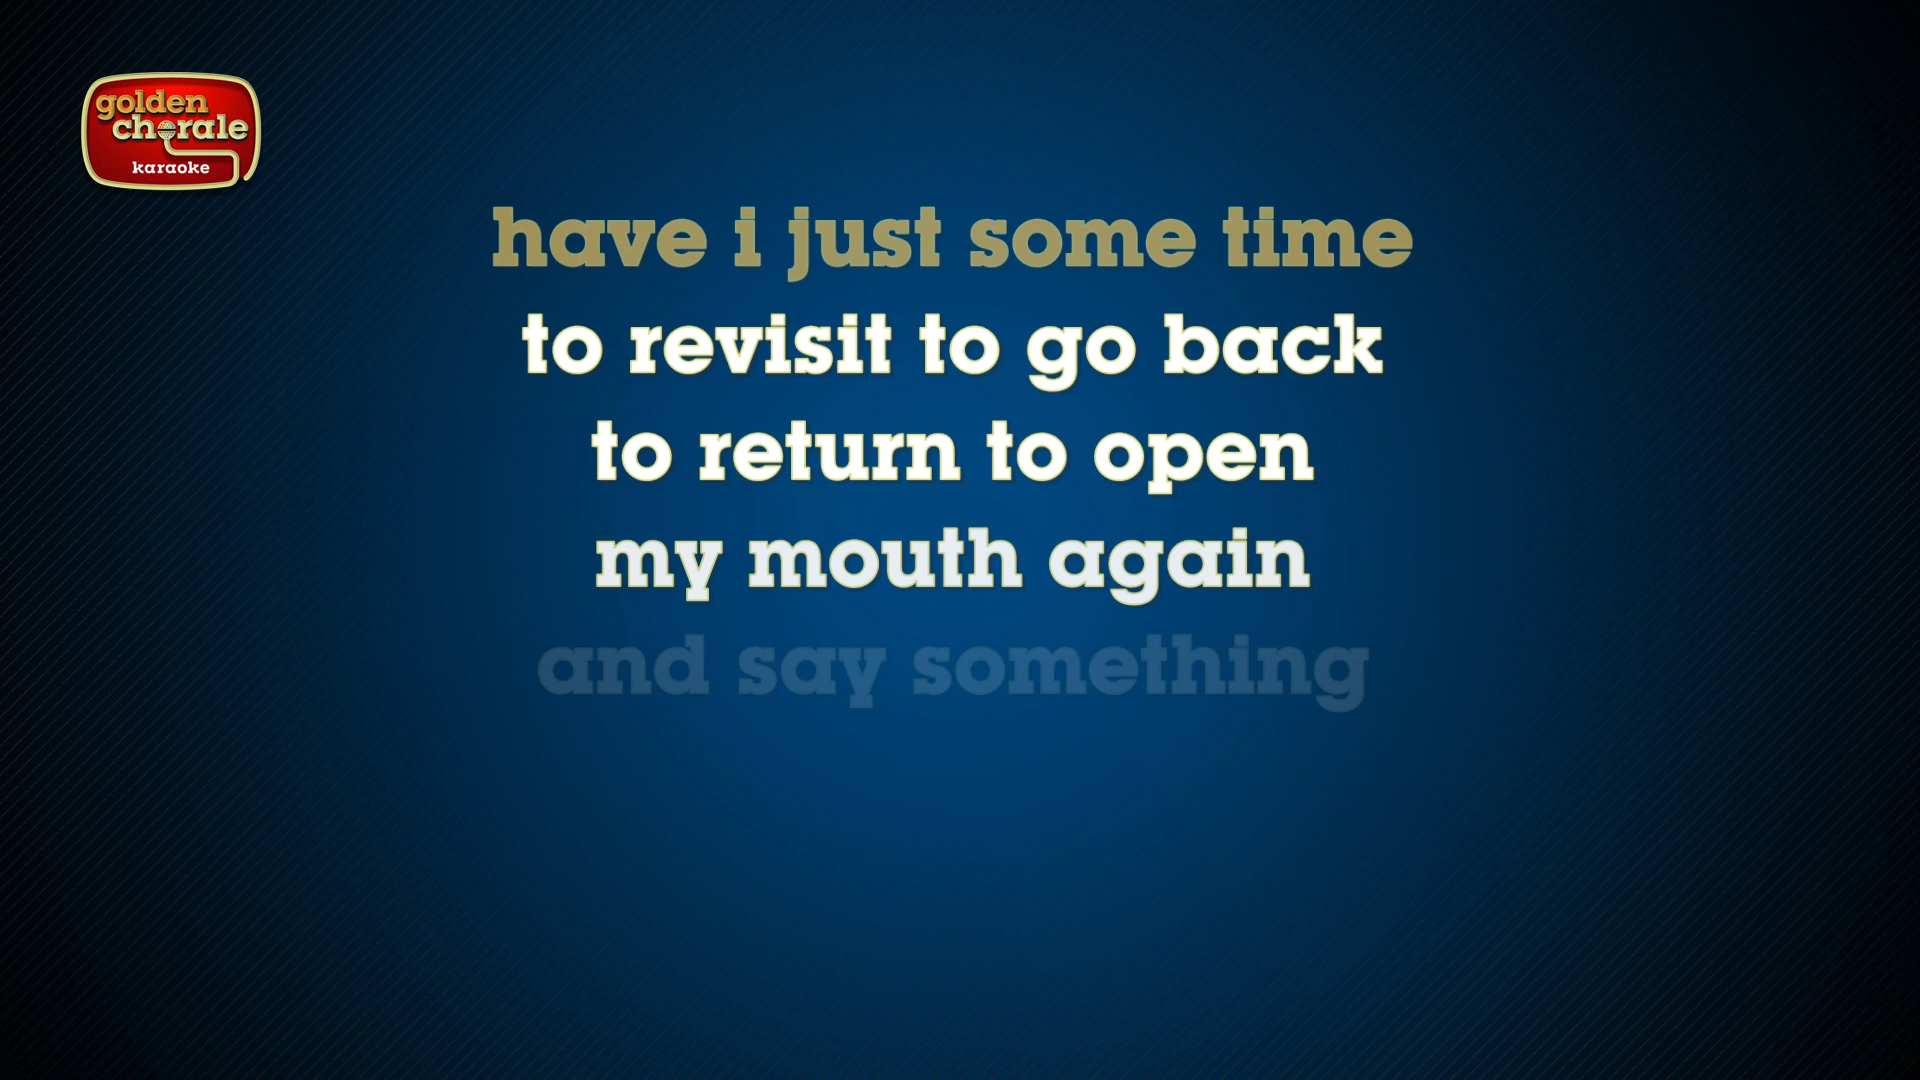 golden
chorale
karaoke
have i just some time
to revisit to go back
to return to open
my mouth again
and say something